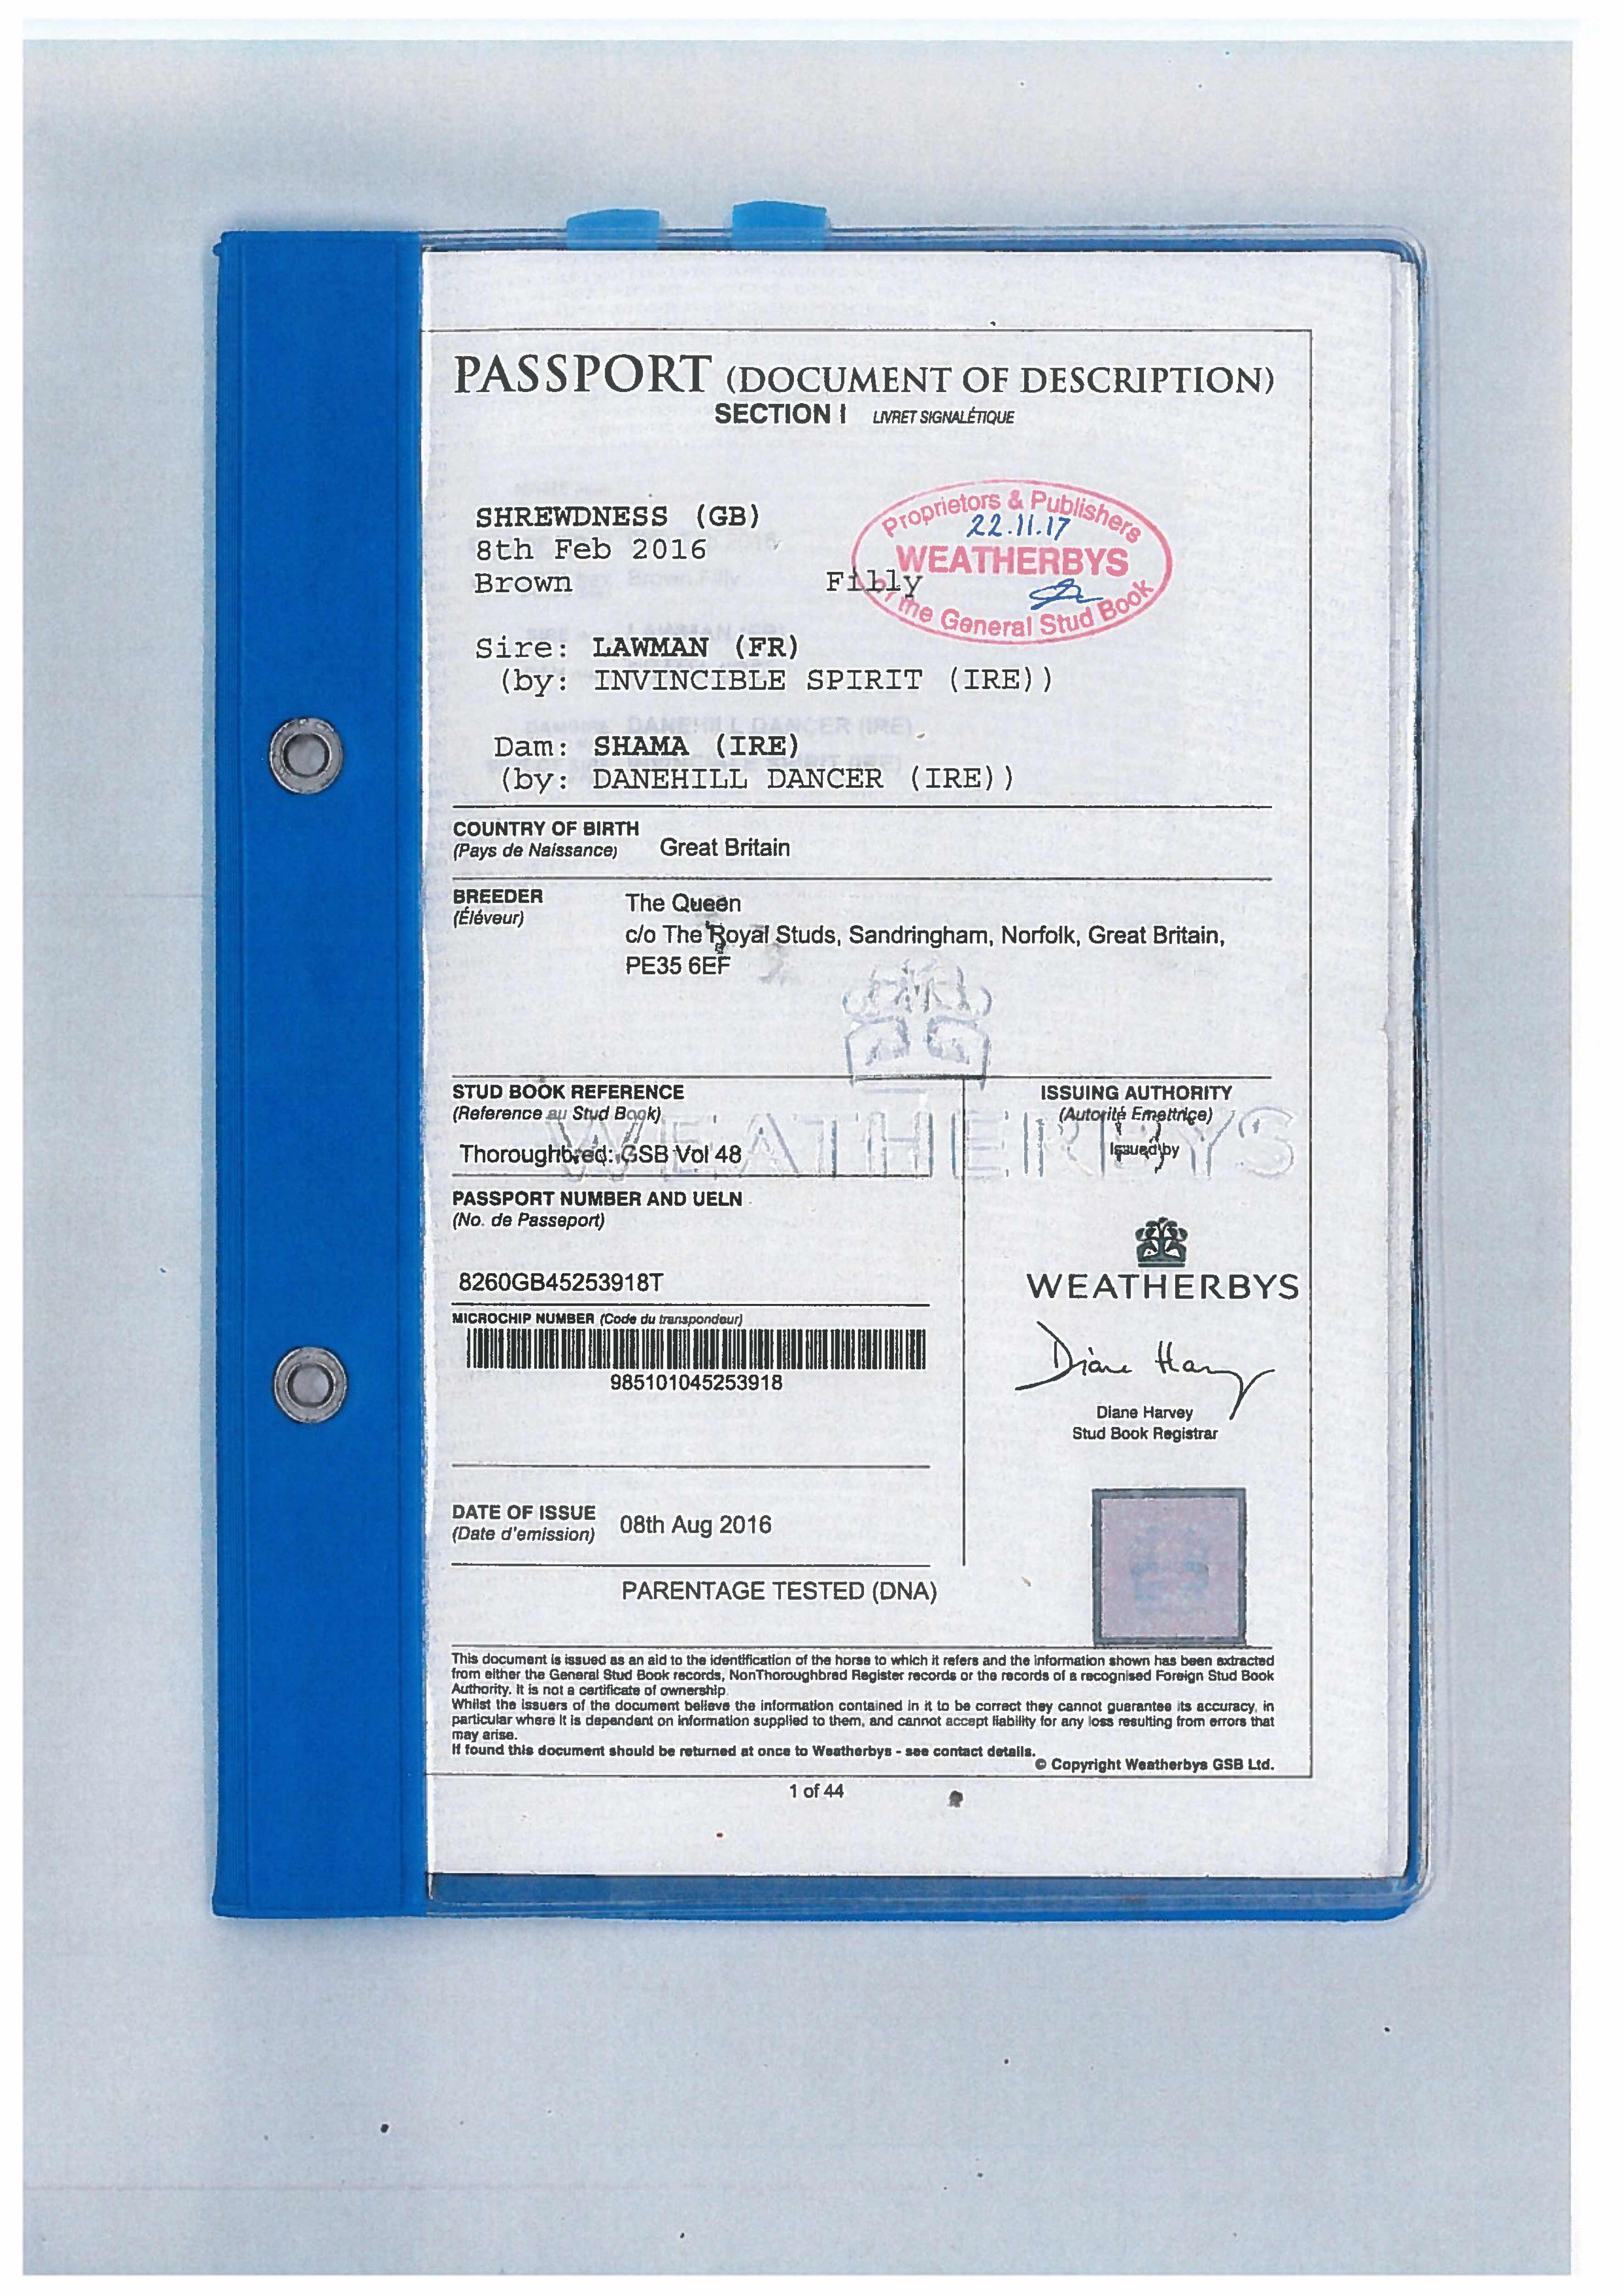 PASSPORT (DOCUMENT OF DESCRIPTION)
SECTION I LIVRET SIGNALÉTIQUE
SHREWDNESS (GB)
8th Feb 2016
Brown Filly
Proprietors & Publishers
22.11.17
WEATHERBYS
of the General Stud Book
Sire: LAWMAN (FR)
(by: INVINCIBLE SPIRIT (IRE))
Dam: SHAMA (IRE)
(by: DANEHILL DANCER (IRE))
COUNTRY OF BIRTH
(Pays de Naissance) Great Britain
BREEDER
(Éléveur)
The Queen
c/o The Royal Studs, Sandringham, Norfolk, Great Britain,
PE35 6EF
WEATHERBYS
STUD BOOK REFERENCE
(Reference au Stud Book)
Thoroughbred: GSB Vol 48
PASSPORT NUMBER AND UELN
(No. de Passeport)
8260GB45253918T
MICROCHIP NUMBER (Code du transpondeur)
985101045253918
DATE OF ISSUE
(Date d'emission) 08th Aug 2016
ISSUING AUTHORITY
(Autorité Emettrice)
Issued by
WEATHERBYS
Diane Harvey
Diane Harvey
Stud Book Registrar
PARENTAGE TESTED (DNA)
This document is issued as an aid to the identification of the horse to which it refers and the information shown has been extracted
from either the General Stud Book records, NonThoroughbred Register records or the records of a recognised Foreign Stud Book
Authority. It is not a certificate of ownership.
Whilst the issuers of the document believe the information contained in it to be correct they cannot guarantee its accuracy, in
particular where it is dependent on information supplied to them, and cannot accept liability for any loss resulting from errors that
may arise.
If found this document should be returned at once to Weatherbys - see contact details.
© Copyright Weatherbys GSB Ltd.
1 of 44